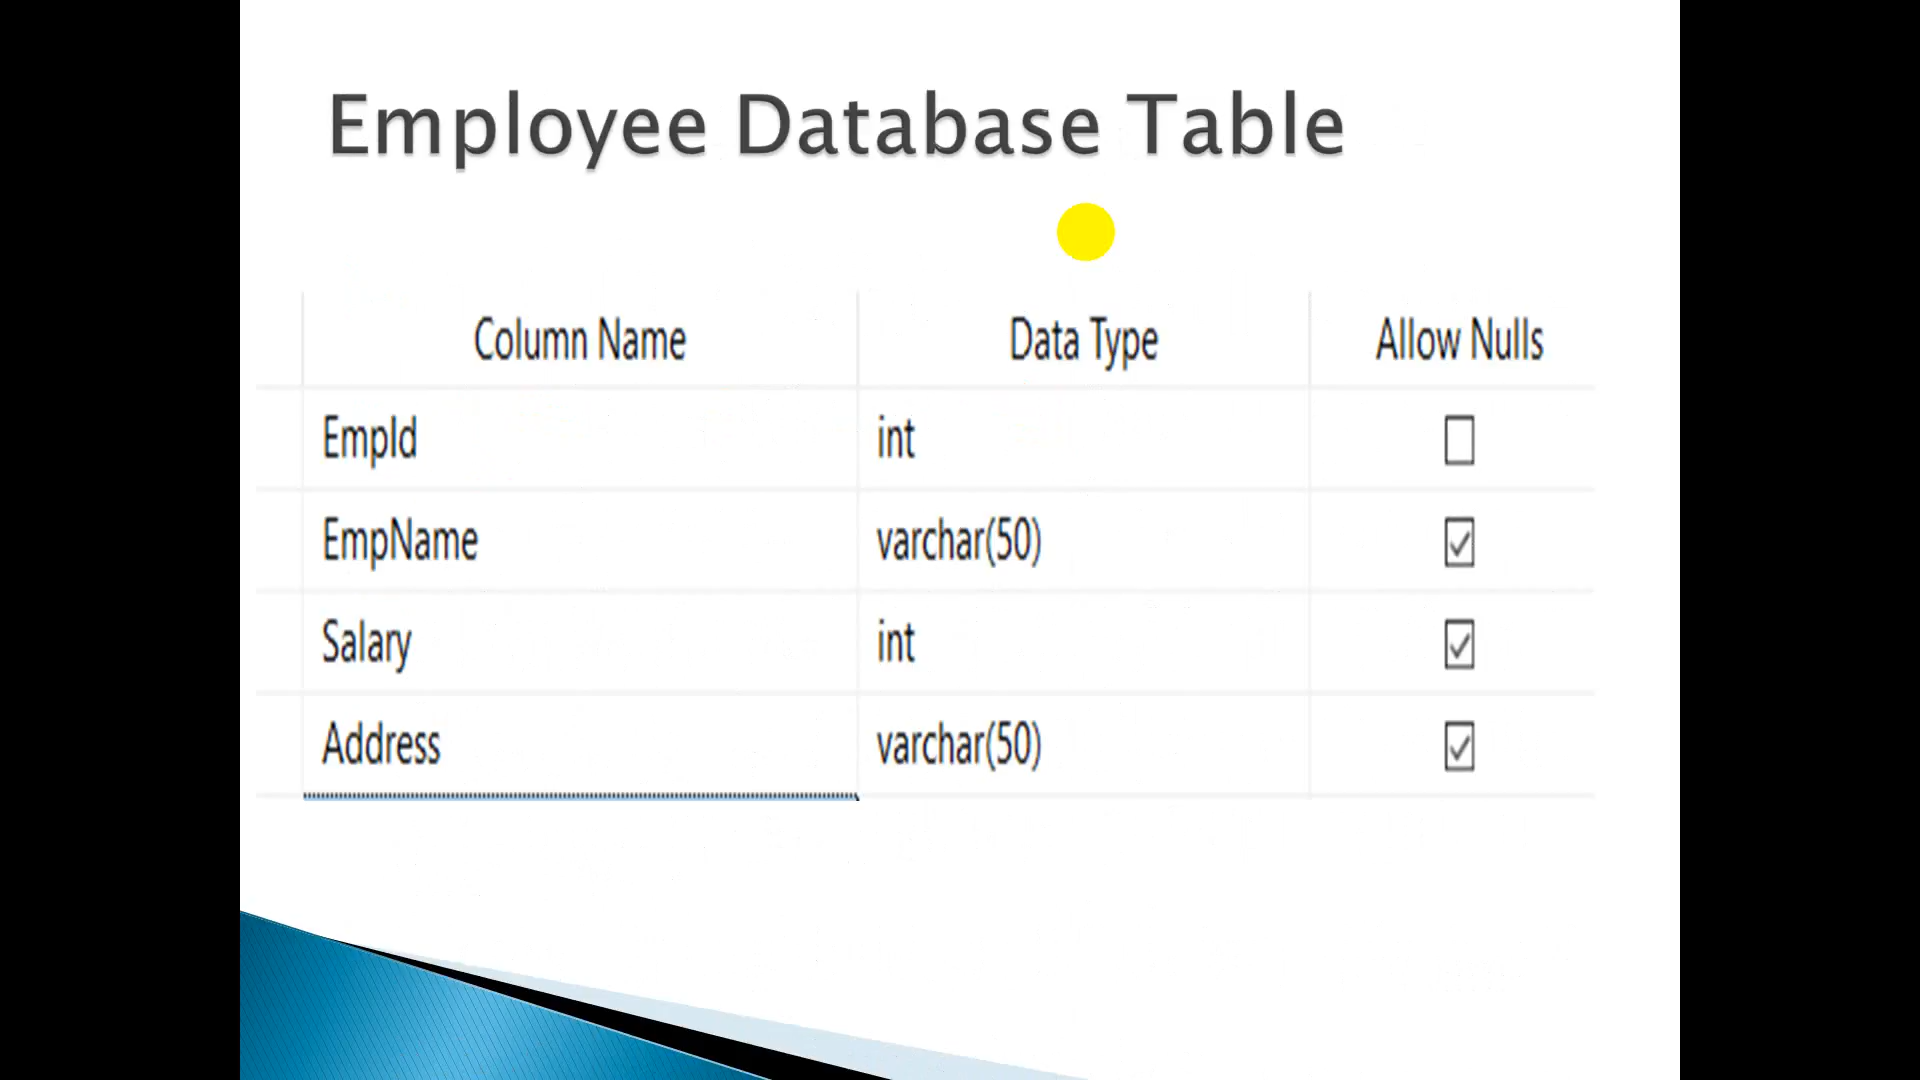 Employee Database Table
Column Name Data Type Allow Nulls
EmpId int
EmpName varchar(50)
Salary int
Address varchar(50)